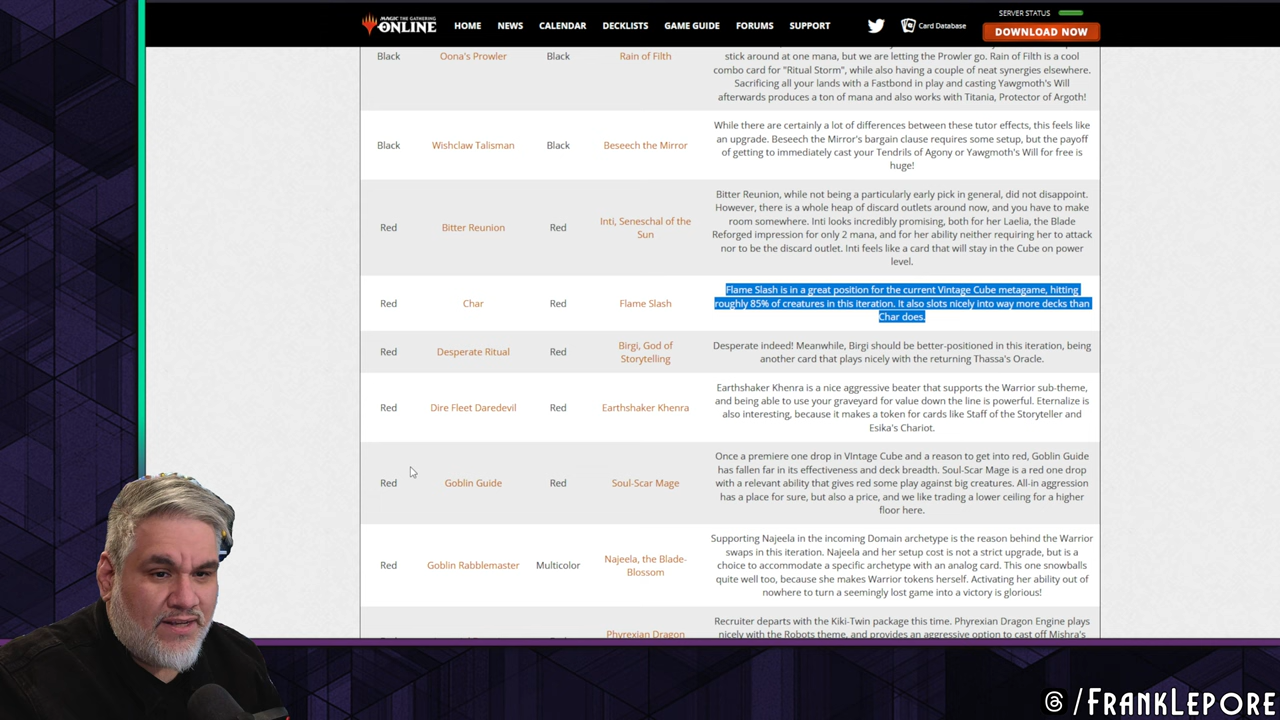 MAGIC THE GATHERING
ONLINE
HOME
NEWS
CALENDAR
DECKLISTS
GAME GUIDE
FORUMS
SUPPORT
Card Database
SERVER STATUS
DOWNLOAD NOW
Black
Oona's Prowler
Black
Rain of Filth
stick around at one mana, but we are letting the Prowler go. Rain of Filth is a cool
combo card for "Ritual Storm", while also having a couple of neat synergies elsewhere.
Sacrificing all your lands with a Fastbond in play and casting Yawgmoth's Will
afterwards produces a ton of mana and also works with Titania, Protector of Argoth!
Black
Wishclaw Talisman
Black
Beseech the Mirror
While there are certainly a lot of differences between these tutor effects, this feels like
an upgrade. Beseech the Mirror's bargain clause requires some setup, but the payoff
of getting to immediately cast your Tendrils of Agony or Yawgmoth's Will for free is
huge!
Red
Bitter Reunion
Red
Inti, Seneschal of the
Sun
Bitter Reunion, while not being a particularly early pick in general, did not disappoint.
However, there is a whole heap of discard outlets around now, and you have to make
room somewhere. Inti looks incredibly promising, both for her Laelia, the Blade
Reforged impression for only 2 mana, and for her ability neither requiring her to attack
nor to be the discard outlet. Inti feels like a card that will stay in the Cube on power
level.
Red
Char
Red
Flame Slash
Flame Slash is in a great position for the current Vintage Cube metagame, hitting
roughly 85% of creatures in this iteration. It also slots nicely into way more decks than
Char does.
Red
Desperate Ritual
Red
Birgi, God of
Storytelling
Desperate indeed! Meanwhile, Birgi should be better-positioned in this iteration, being
another card that plays nicely with the returning Thassa's Oracle.
Red
Dire Fleet Daredevil
Red
Earthshaker Khenra
Earthshaker Khenra is a nice aggressive beater that supports the Warrior sub-theme,
and being able to use your graveyard for value down the line is powerful. Eternalize is
also interesting, because it makes a token for cards like Staff of the Storyteller and
Esika's Chariot.
Red
Goblin Guide
Red
Soul-Scar Mage
Once a premiere one drop in VIntage Cube and a reason to get into red, Goblin Guide
has fallen far in its effectiveness and deck breadth. Soul-Scar Mage is a red one drop
with a relevant ability that gives red some play against big creatures. All-in aggression
has a place for sure, but also a price, and we like trading a lower ceiling for a higher
floor here.
Red
Goblin Rabblemaster
Multicolor
Najeela, the Blade-
Blossom
Supporting Najeela in the incoming Domain archetype is the reason behind the Warrior
swaps in this iteration. Najeela and her setup cost is not a strict upgrade, but is a
choice to accommodate a specific archetype with an analog card. This one snowballs
quite well too, because she makes Warrior tokens herself. Activating her ability out of
nowhere to turn a seemingly lost game into a victory is glorious!
Phyrexian Dragon
Recruiter departs with the Kiki-Twin package this time. Phyrexian Dragon Engine plays
nicely with the Robots theme, and provides an aggressive option to cast off Mishra's
/FRANKLEPORE